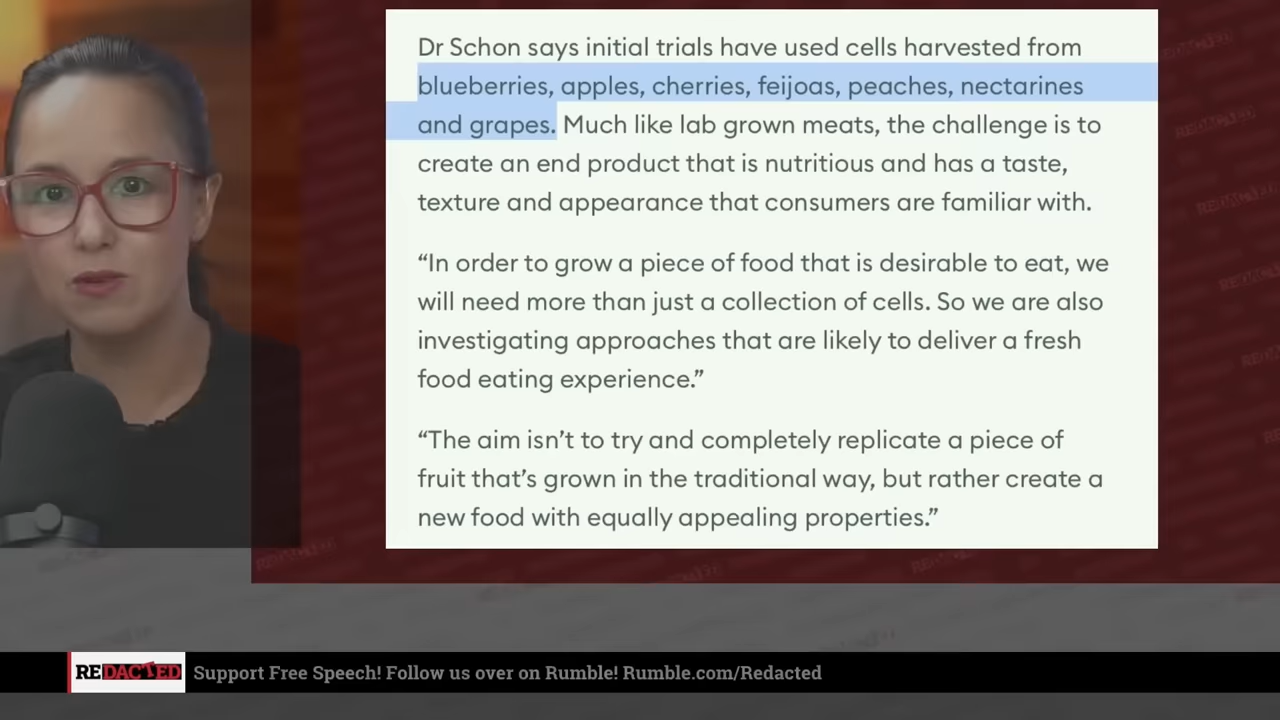 Dr Schon says initial trials have used cells harvested from
blueberries, apples, cherries, feijoas, peaches, nectarines
and grapes. Much like lab grown meats, the challenge is to
create an end product that is nutritious and has a taste,
texture and appearance that consumers are familiar with.
“In order to grow a piece of food that is desirable to eat, we
will need more than just a collection of cells. So we are also
investigating approaches that are likely to deliver a fresh
food eating experience.”
“The aim isn’t to try and completely replicate a piece of
fruit that’s grown in the traditional way, but rather create a
new food with equally appealing properties.”
REDACTED Support Free Speech! Follow us over on Rumble! Rumble.com/Redacted